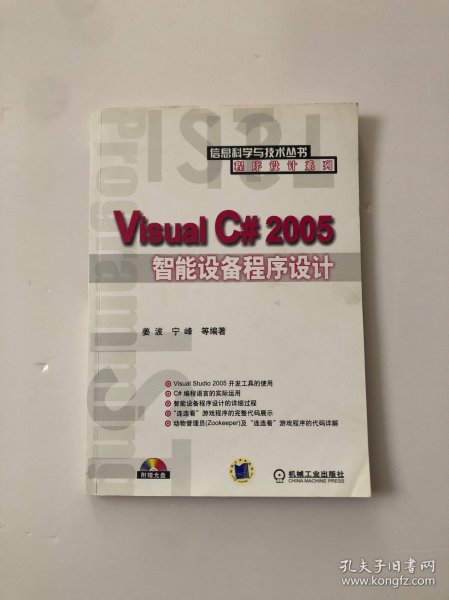 信息科学与技术丛书
程序设计系列
Visual C# 2005
智能设备程序设计
姜波 宁峰 等编著
Visual Studio 2005 开发工具的使用
C# 编程语言的实际运用
智能设备程序设计的详细过程
“连连看”游戏程序的完整代码展示
动物管理员(Zookeeper)及“连连看”游戏程序的代码详解
附赠光盘
机械工业出版社
CHINA MACHINE PRESS
孔夫子旧书网
www.kongfz.com